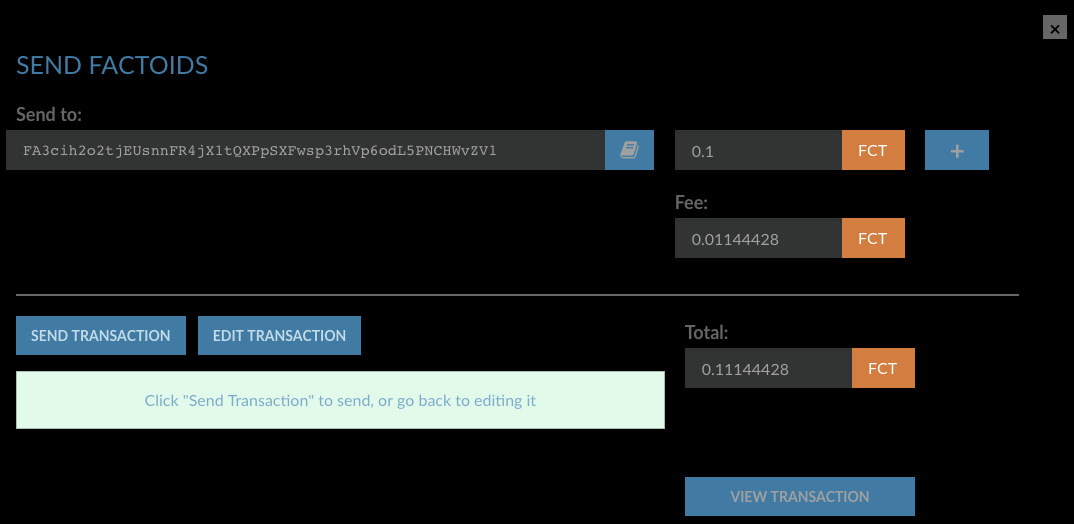 ×
SEND FACTOIDS
Send to:
FA3cih2o2tjEUsnnFR4jX1tQXPpSXFwsp3rhVp6odL5PNCHWvZV1
0.1 FCT +
Fee:
0.01144428 FCT
SEND TRANSACTION EDIT TRANSACTION
Total:
0.11144428 FCT
Click "Send Transaction" to send, or go back to editing it
VIEW TRANSACTION